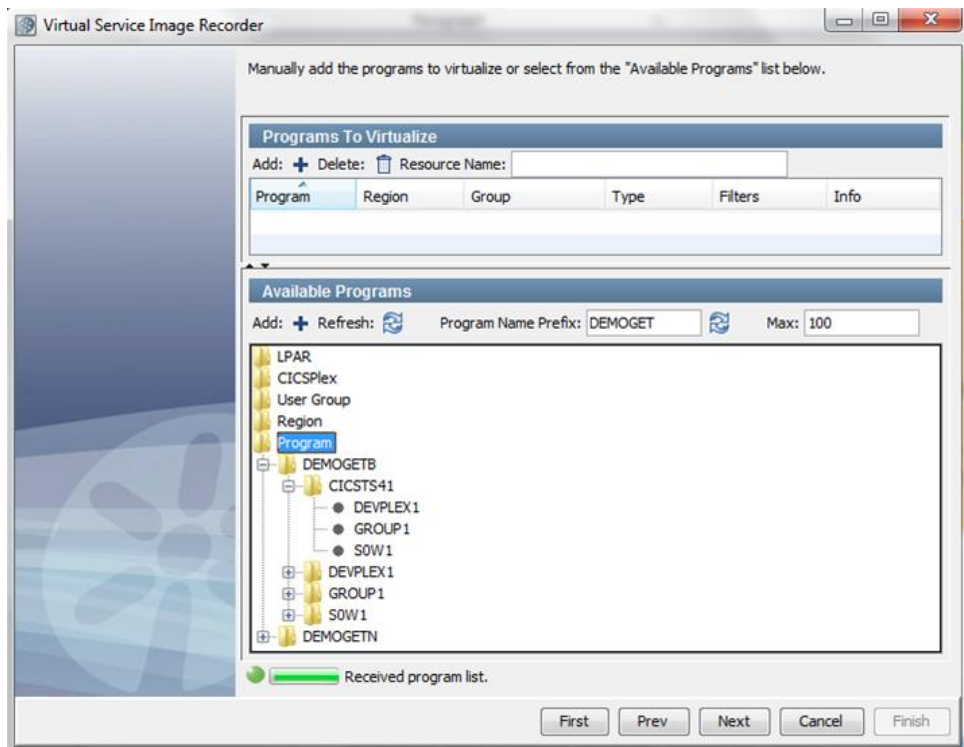 Virtual Service Image Recorder
Manually add the programs to virtualize or select from the "Available Programs" list below.
Programs To Virtualize
Add: Delete: Resource Name:
Program Region Group Type Filters Info
Available Programs
Add: Refresh: Program Name Prefix: DEMOGET Max: 100
LPAR
CICSPlex
User Group
Region
Program
DEMOGETB
CICSTS41
DEVPLEX1
GROUP1
S0W1
DEVPLEX1
GROUP1
S0W1
DEMOGETN
Received program list.
First Prev Next Cancel Finish